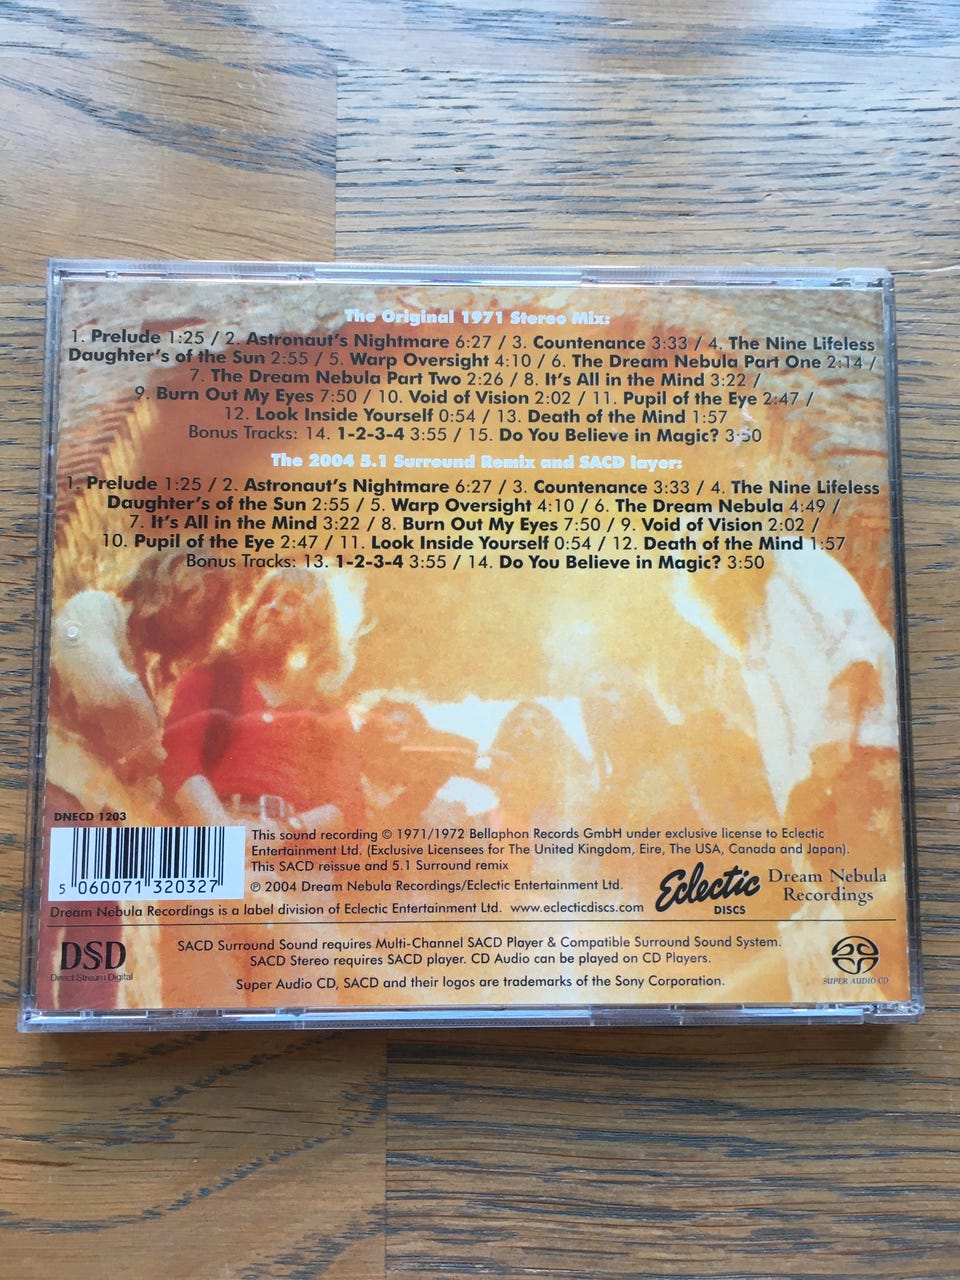 The Original 1971 Stereo Mix:
1. Prelude 1:25 / 2. Astronaut's Nightmare 6:27 / 3. Countenance 3:33 / 4. The Nine Lifeless
Daughter's of the Sun 2:55 / 5. Warp Oversight 4:10 / 6. The Dream Nebula Part One 2:14 /
7. The Dream Nebula Part Two 2:26 / 8. It's All in the Mind 3:22 /
9. Burn Out My Eyes 7:50 / 10. Void of Vision 2:02 / 11. Pupil of the Eye 2:47 /
12. Look Inside Yourself 0:54 / 13. Death of the Mind 1:57
Bonus Tracks: 14. 1-2-3-4 3:55 / 15. Do You Believe in Magic? 3:50
The 2004 5.1 Surround Remix and SACD layer:
1. Prelude 1:25 / 2. Astronaut's Nightmare 6:27 / 3. Countenance 3:33 / 4. The Nine Lifeless
Daughter's of the Sun 2:55 / 5. Warp Oversight 4:10 / 6. The Dream Nebula 4:49 /
7. It's All in the Mind 3:22 / 8. Burn Out My Eyes 7:50 / 9. Void of Vision 2:02 /
10. Pupil of the Eye 2:47 / 11. Look Inside Yourself 0:54 / 12. Death of the Mind 1:57
Bonus Tracks: 13. 1-2-3-4 3:55 / 14. Do You Believe in Magic? 3:50
DNECD 1203
5 060071 320327
This sound recording © 1971/1972 Bellaphon Records GmbH under exclusive license to Eclectic
Entertainment Ltd. (Exclusive Licensees for The United Kingdom, Eire, The USA, Canada and Japan).
This SACD reissue and 5.1 Surround remix
℗ 2004 Dream Nebula Recordings/Eclectic Entertainment Ltd.
Dream Nebula Recordings is a label division of Eclectic Entertainment Ltd. www.eclecticdiscs.com
Eclectic
DISCS
Dream Nebula
Recordings
DSD
Direct Stream Digital
SACD Surround Sound requires Multi-Channel SACD Player & Compatible Surround Sound System.
SACD Stereo requires SACD player. CD Audio can be played on CD Players.
Super Audio CD, SACD and their logos are trademarks of the Sony Corporation.
SUPER AUDIO CD